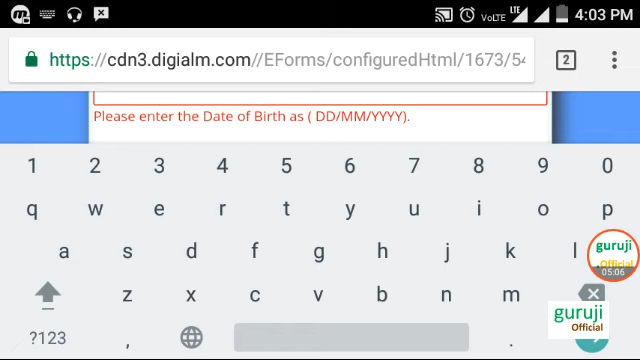 VoLTE LTE 4:03 PM
https://cdn3.digialm.com//EForms/configuredHtml/1673/54
2
Please enter the Date of Birth as ( DD/MM/YYYY).
1 2 3 4 5 6 7 8 9 0
q w e r t y u i o p
a s d f g h j k l
guruji
.Official
05:06
z x c v b n m
?123 , .
guruji
Official